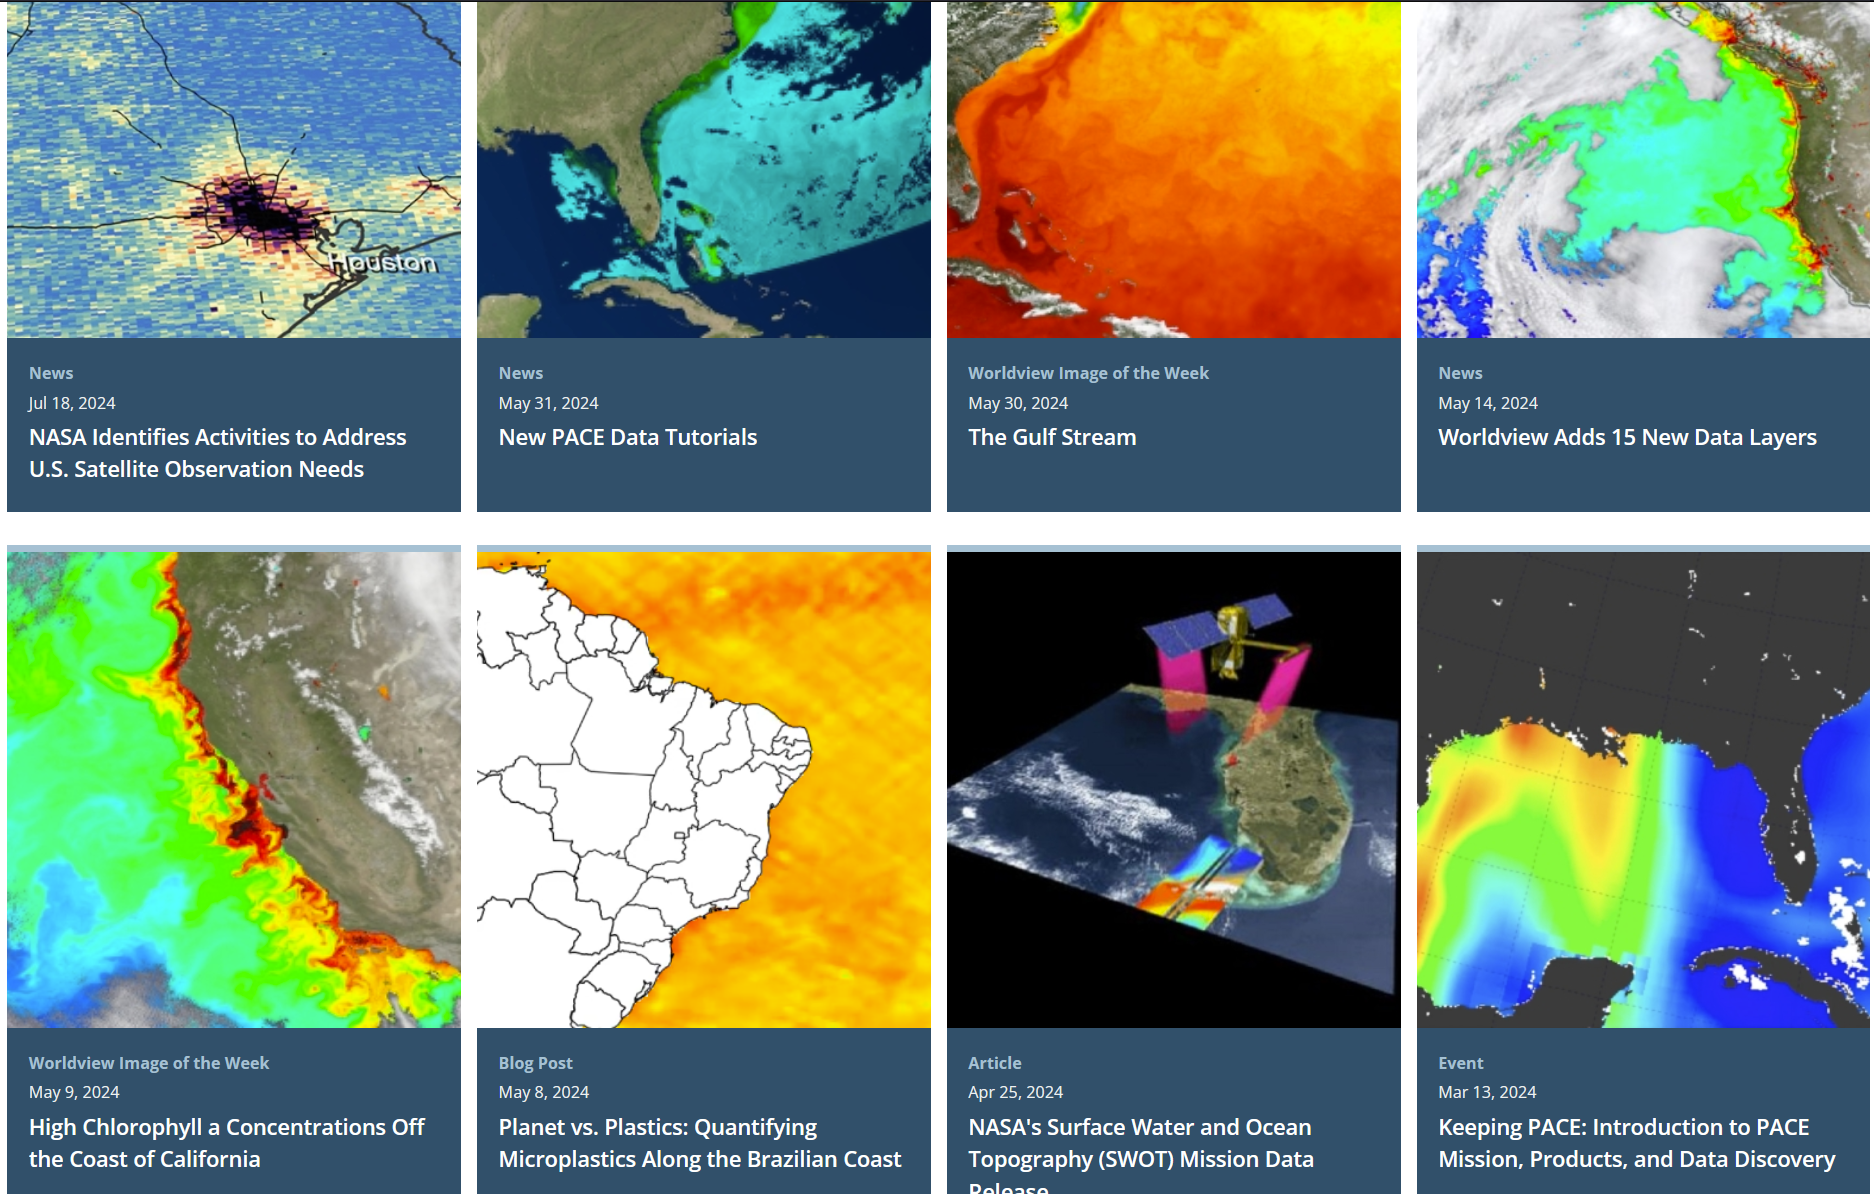 Houston
News
Jul 18, 2024
NASA Identifies Activities to Address
U.S. Satellite Observation Needs
News
May 31, 2024
New PACE Data Tutorials
Worldview Image of the Week
May 30, 2024
The Gulf Stream
News
May 14, 2024
Worldview Adds 15 New Data Layers
Worldview Image of the Week
May 9, 2024
High Chlorophyll a Concentrations Off
the Coast of California
Blog Post
May 8, 2024
Planet vs. Plastics: Quantifying
Microplastics Along the Brazilian Coast
Article
Apr 25, 2024
NASA's Surface Water and Ocean
Topography (SWOT) Mission Data
Release
Event
Mar 13, 2024
Keeping PACE: Introduction to PACE
Mission, Products, and Data Discovery